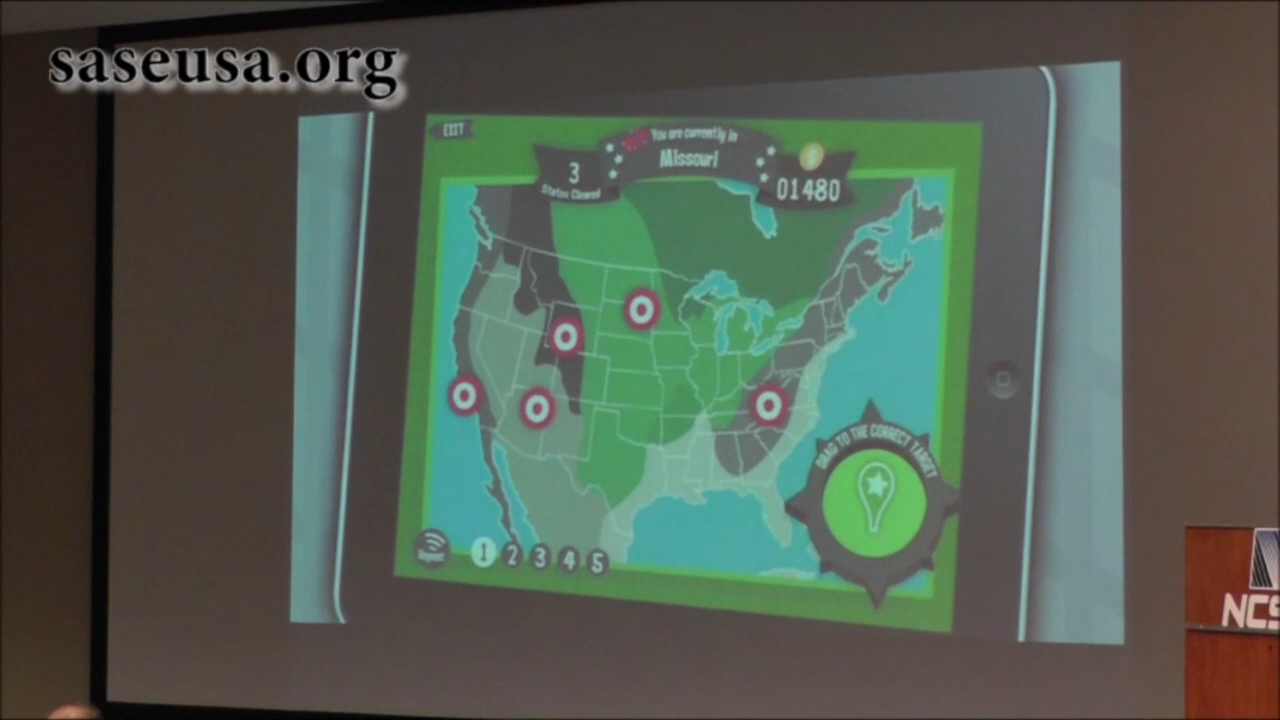 saseusa.org
EXIT
You are currently in
Missouri
3
States Cleared
01480
DRAG TO THE CORRECT TARGET
Repeat
1 2 3 4 5